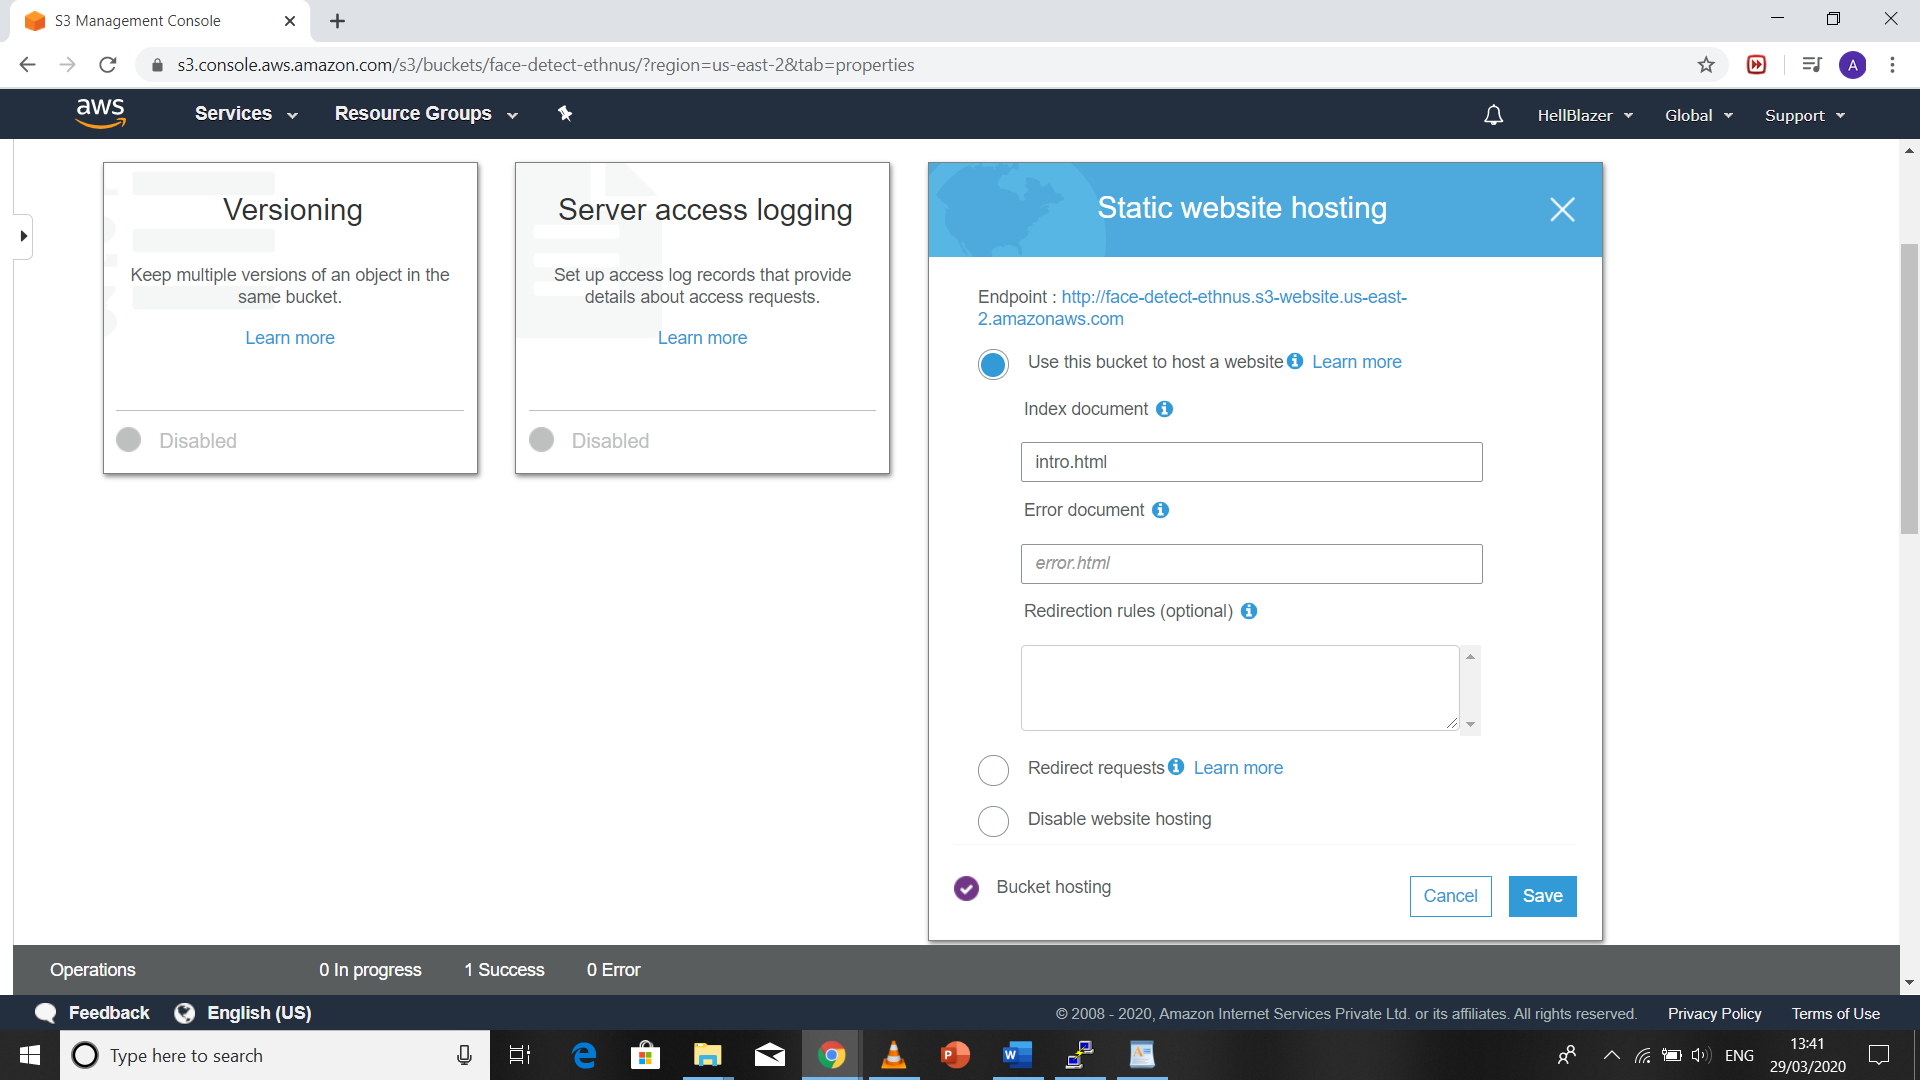 S3 Management Console
s3.console.aws.amazon.com/s3/buckets/face-detect-ethnus/?region=us-east-2&tab=properties
A
aws
Services
Resource Groups
HellBlazer
Global
Support
Versioning
Keep multiple versions of an object in the
same bucket.
Learn more
Disabled
Server access logging
Set up access log records that provide
details about access requests.
Learn more
Disabled
Static website hosting
Endpoint : http://face-detect-ethnus.s3-website.us-east-
2.amazonaws.com
Use this bucket to host a website Learn more
Index document
intro.html
Error document
error.html
Redirection rules (optional)
Redirect requests Learn more
Disable website hosting
Bucket hosting
Cancel
Save
Operations
0 In progress
1 Success
0 Error
Feedback
English (US)
© 2008 - 2020, Amazon Internet Services Private Ltd. or its affiliates. All rights reserved.
Privacy Policy
Terms of Use
Type here to search
ENG
13:41
29/03/2020